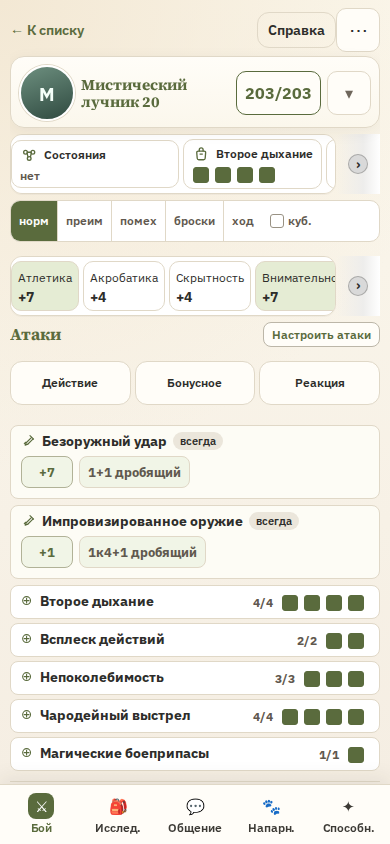 ← К списку
Справка
...
М
Мистический
лучник 20
203/203
▼
Состояния
нет
Второе дыхание
норм преим помех броски ход куб.
Атлетика Акробатика Скрытность Внимательно
+7 +4 +4 +7
Атаки
Настроить атаки
Действие Бонусное Реакция
Безоружный удар всегда
+7 1+1 дробящий
Импровизированное оружие всегда
+1 1к4+1 дробящий
Второе дыхание 4/4
Всплеск действий 2/2
Непоколебимость 3/3
Чародейный выстрел 4/4
Магические боеприпасы 1/1
Бой Исслед. Общение Напарн. Способн.